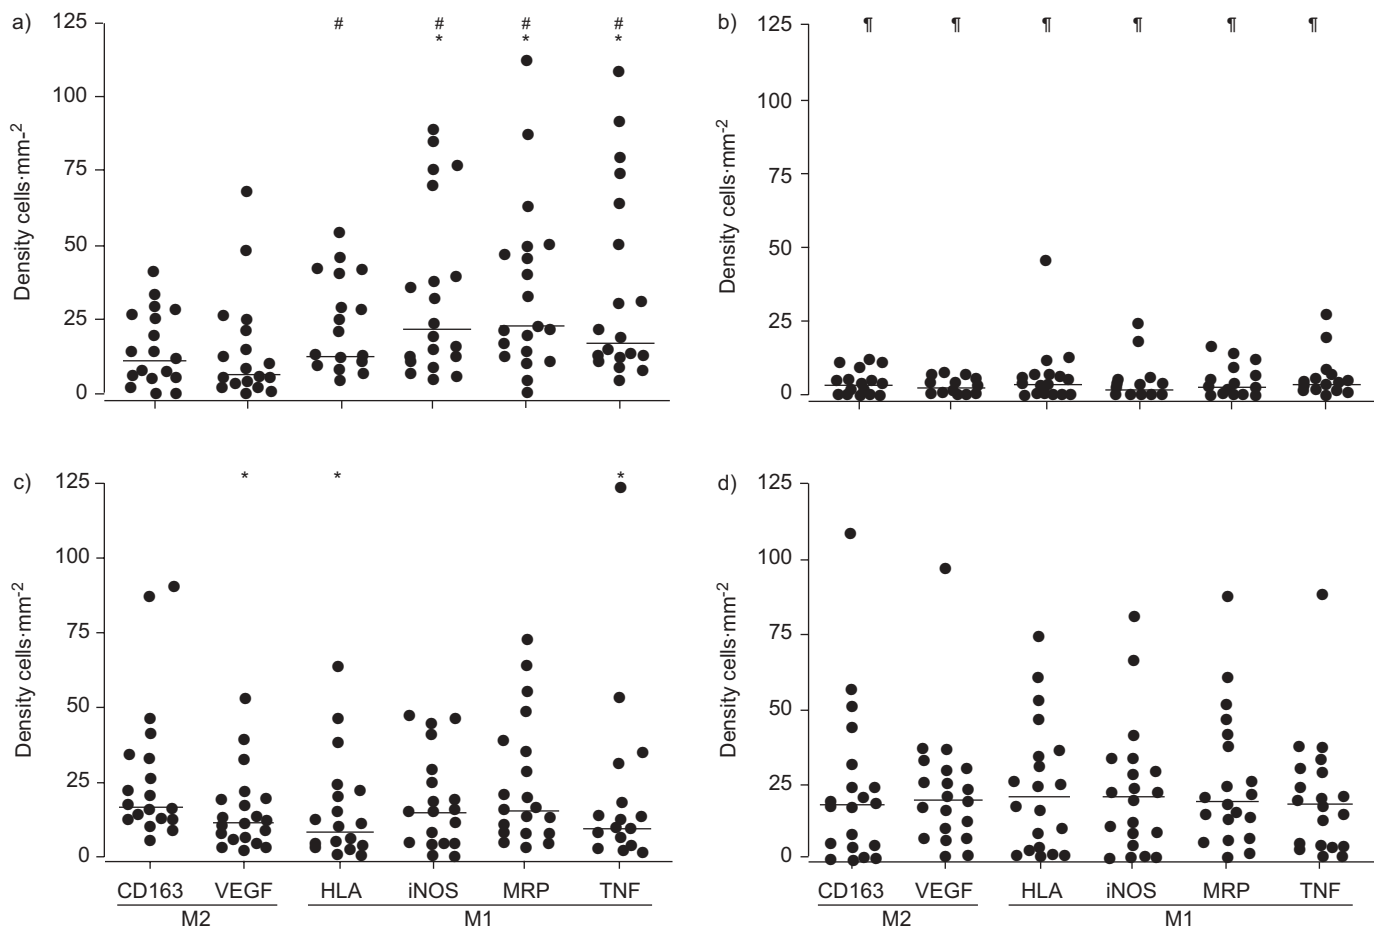 a)
# # # #
* * *
125
100
75
50
25
0
Density cells·mm-²
b)
¶ ¶ ¶ ¶ ¶ ¶
125
100
75
50
25
0
Density cells·mm-²
c)
* * *
125
100
75
50
25
0
Density cells·mm-²
CD163 VEGF HLA iNOS MRP TNF
M2 M1
d)
125
100
75
50
25
0
Density cells·mm-²
CD163 VEGF HLA iNOS MRP TNF
M2 M1